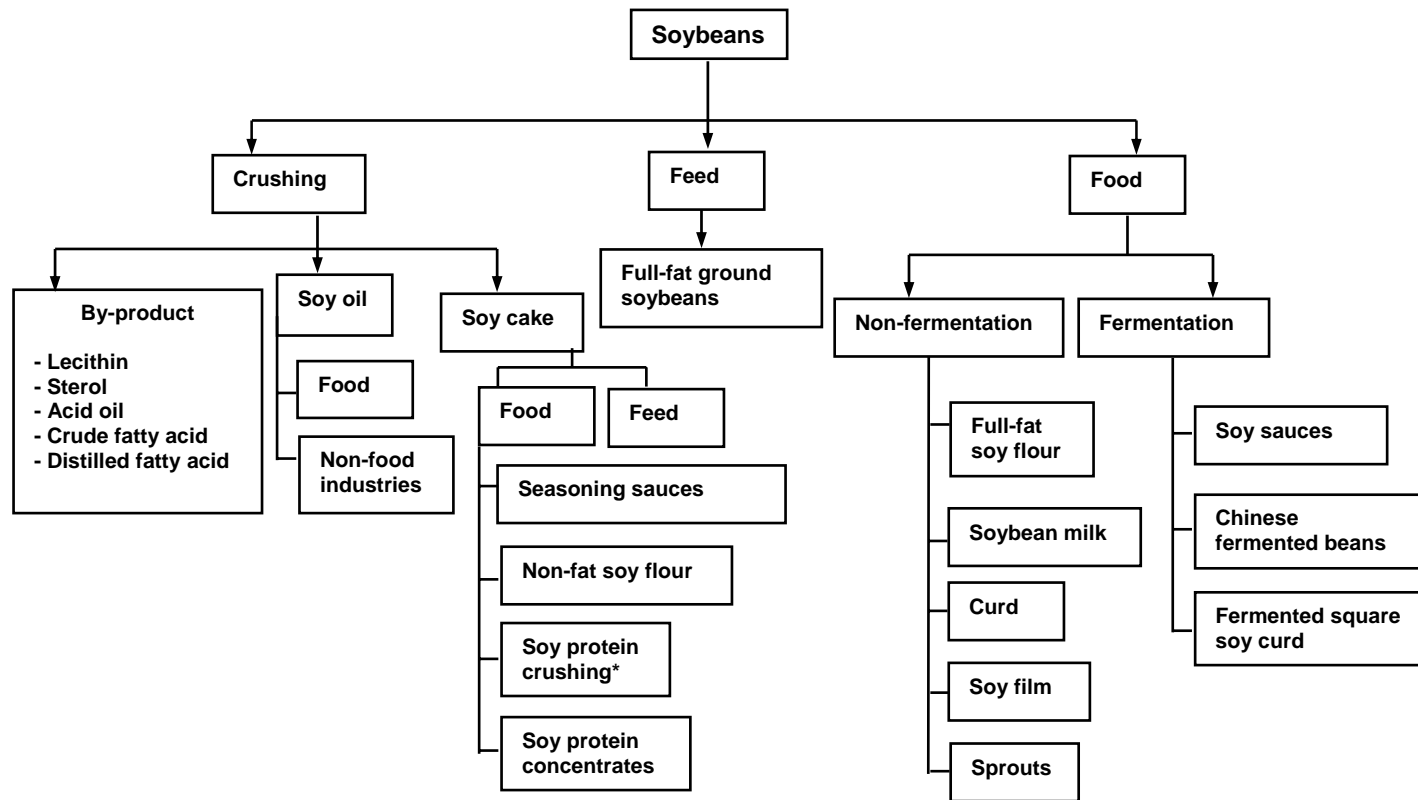 Soybeans
Crushing
Feed
Food
By-product
- Lecithin
- Sterol
- Acid oil
- Crude fatty acid
- Distilled fatty acid
Soy oil
Food
Non-food
industries
Soy cake
Food
Feed
Seasoning sauces
Non-fat soy flour
Soy protein
crushing*
Soy protein
concentrates
Full-fat ground
soybeans
Non-fermentation
Full-fat
soy flour
Soybean milk
Curd
Soy film
Sprouts
Fermentation
Soy sauces
Chinese
fermented beans
Fermented square
soy curd